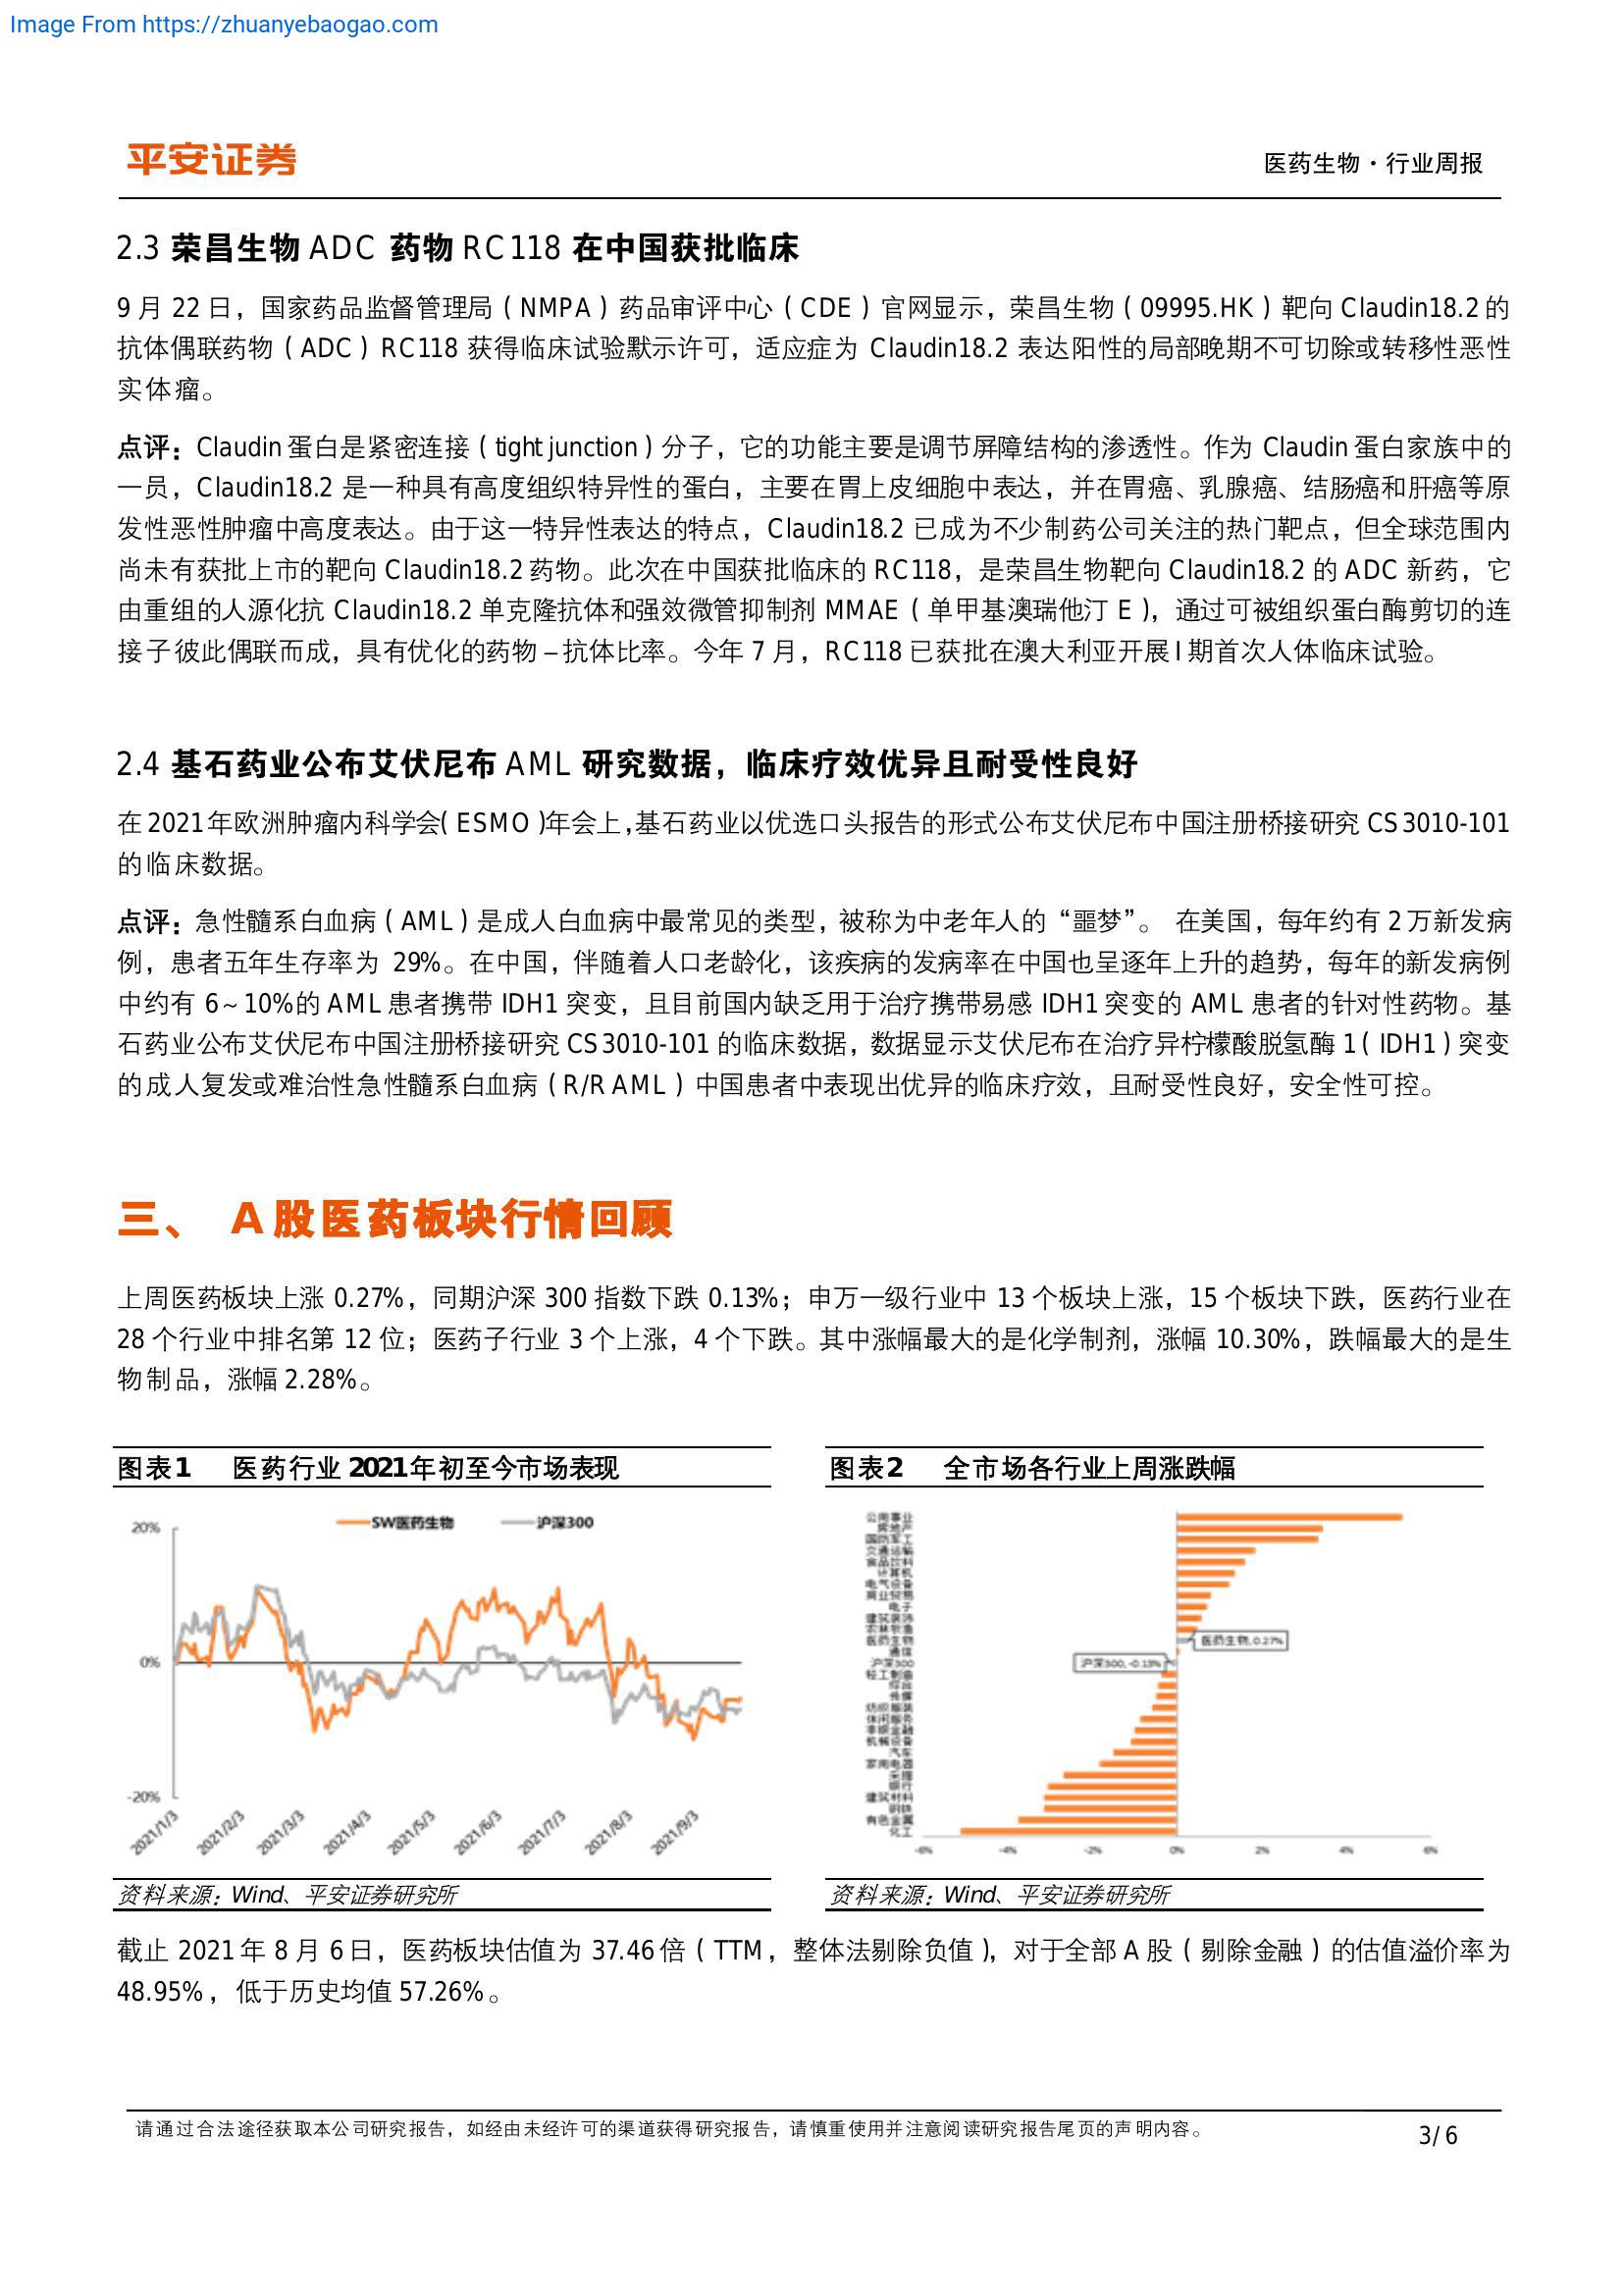 Image From https://zhuanyebaogao.com
平安证券
医药生物·行业周报
2.3 荣昌生物 ADC 药物 RC118 在中国获批临床
9 月 22 日，国家药品监督管理局（NMPA）药品审评中心（CDE）官网显示，荣昌生物（09995.HK）靶向 Claudin18.2 的
抗体偶联药物（ADC）RC118 获得临床试验默示许可，适应症为 Claudin18.2 表达阳性的局部晚期不可切除或转移性恶性
实体瘤。
点评：Claudin 蛋白是紧密连接（tight junction）分子，它的功能主要是调节屏障结构的渗透性。作为 Claudin 蛋白家族中的
一员，Claudin18.2 是一种具有高度组织特异性的蛋白，主要在胃上皮细胞中表达，并在胃癌、乳腺癌、结肠癌和肝癌等原
发性恶性肿瘤中高度表达。由于这一特异性表达的特点，Claudin18.2 已成为不少制药公司关注的热门靶点，但全球范围内
尚未有获批上市的靶向 Claudin18.2 药物。此次在中国获批临床的 RC118，是荣昌生物靶向 Claudin18.2 的 ADC 新药，它
由重组的人源化抗 Claudin18.2 单克隆抗体和强效微管抑制剂 MMAE（单甲基澳瑞他汀 E），通过可被组织蛋白酶剪切的连
接子彼此偶联而成，具有优化的药物–抗体比率。今年 7 月，RC118 已获批在澳大利亚开展 I 期首次人体临床试验。
2.4 基石药业公布艾伏尼布 AML 研究数据，临床疗效优异且耐受性良好
在 2021 年欧洲肿瘤内科学会（ESMO）年会上，基石药业以优选口头报告的形式公布艾伏尼布中国注册桥接研究 CS3010-101
的临床数据。
点评：急性髓系白血病（AML）是成人白血病中最常见的类型，被称为中老年人的“噩梦”。 在美国，每年约有 2 万新发病
例，患者五年生存率为 29%。在中国，伴随着人口老龄化，该疾病的发病率在中国也呈逐年上升的趋势，每年的新发病例
中约有 6~10%的 AML 患者携带 IDH1 突变，且目前国内缺乏用于治疗携带易感 IDH1 突变的 AML 患者的针对性药物。基
石药业公布艾伏尼布中国注册桥接研究 CS3010-101 的临床数据，数据显示艾伏尼布在治疗异柠檬酸脱氢酶 1（IDH1）突变
的成人复发或难治性急性髓系白血病（R/R AML）中国患者中表现出优异的临床疗效，且耐受性良好，安全性可控。
三、 A 股医药板块行情回顾
上周医药板块上涨 0.27%，同期沪深 300 指数下跌 0.13%；申万一级行业中 13 个板块上涨，15 个板块下跌，医药行业在
28 个行业中排名第 12 位；医药子行业 3 个上涨，4 个下跌。其中涨幅最大的是化学制剂，涨幅 10.30%，跌幅最大的是生
物制品，涨幅 2.28%。
图表1 医药行业 2021 年初至今市场表现
SW医药生物 沪深300
20%
0%
-20%
2021/1/3 2021/2/3 2021/3/3 2021/4/3 2021/5/3 2021/6/3 2021/7/3 2021/8/3 2021/9/3
资料来源：Wind、平安证券研究所
图表2 全市场各行业上周涨跌幅
公用事业
房地产
国防军工
交通运输
食品饮料
计算机
电气设备
商业贸易
电子
建筑装饰
农林牧渔
医药生物
通信
沪深300
轻工制造
综合
传媒
纺织服装
休闲服务
非银金融
机械设备
汽车
家用电器
采掘
银行
建筑材料
钢铁
有色金属
化工
医药生物, 0.27%
沪深300, -0.13%
-6% -4% -2% 0% 2% 4% 6%
资料来源：Wind、平安证券研究所
截止 2021 年 8 月 6 日，医药板块估值为 37.46 倍（TTM，整体法剔除负值），对于全部 A 股（剔除金融）的估值溢价率为
48.95%，低于历史均值 57.26%。
请通过合法途径获取本公司研究报告，如经由未经许可的渠道获得研究报告，请慎重使用并注意阅读研究报告尾页的声明内容。
3/ 6